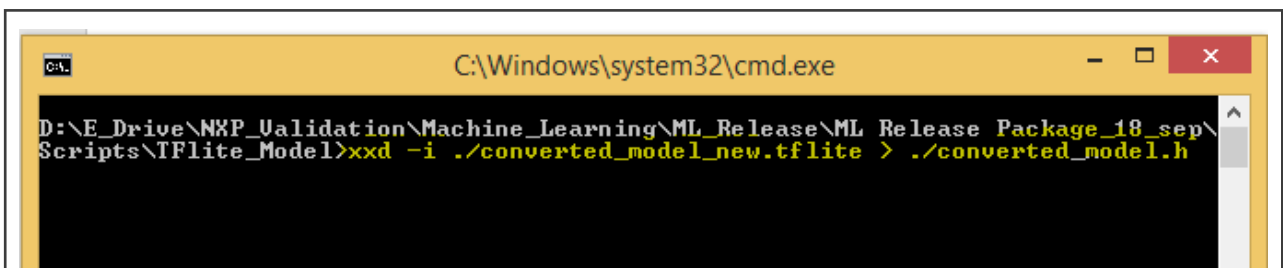 C:\Windows\system32\cmd.exe
D:\E_Drive\NXP_Validation\Machine_Learning\ML_Release\ML Release Package_18_sep\
Scripts\TFlite_Model>xxd -i ./converted_model_new.tflite > ./converted_model.h